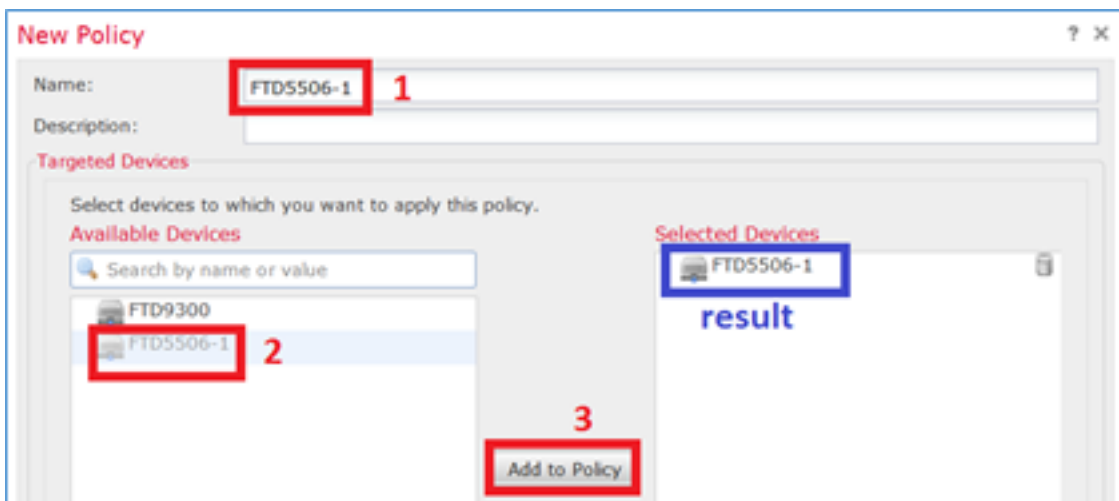 New Policy ? ×
Name: FTD5506-1 1
Description:
Targeted Devices
Select devices to which you want to apply this policy.
Available Devices Selected Devices
Search by name or value FTD5506-1
FTD9300 result
FTD5506-1 2
3
Add to Policy